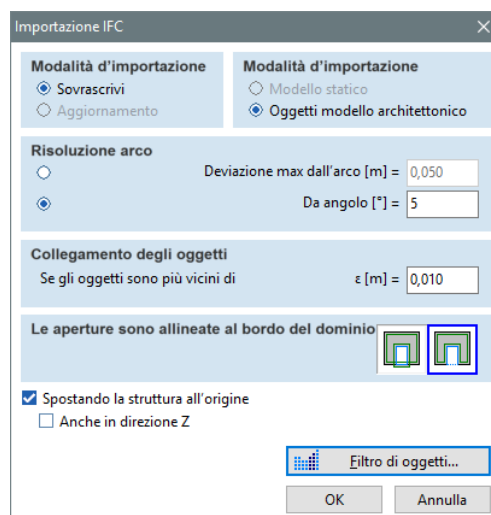 Importazione IFC
Modalità d'importazione
Sovrascrivi
Aggiornamento
Modalità d'importazione
Modello statico
Oggetti modello architettonico
Risoluzione arco
Deviazione max dall'arco [m] = 0,050
Da angolo [°] = 5
Collegamento degli oggetti
Se gli oggetti sono più vicini di ε [m] = 0,010
Le aperture sono allineate al bordo del dominio
Spostando la struttura all'origine
Anche in direzione Z
Filtro di oggetti...
OK Annulla